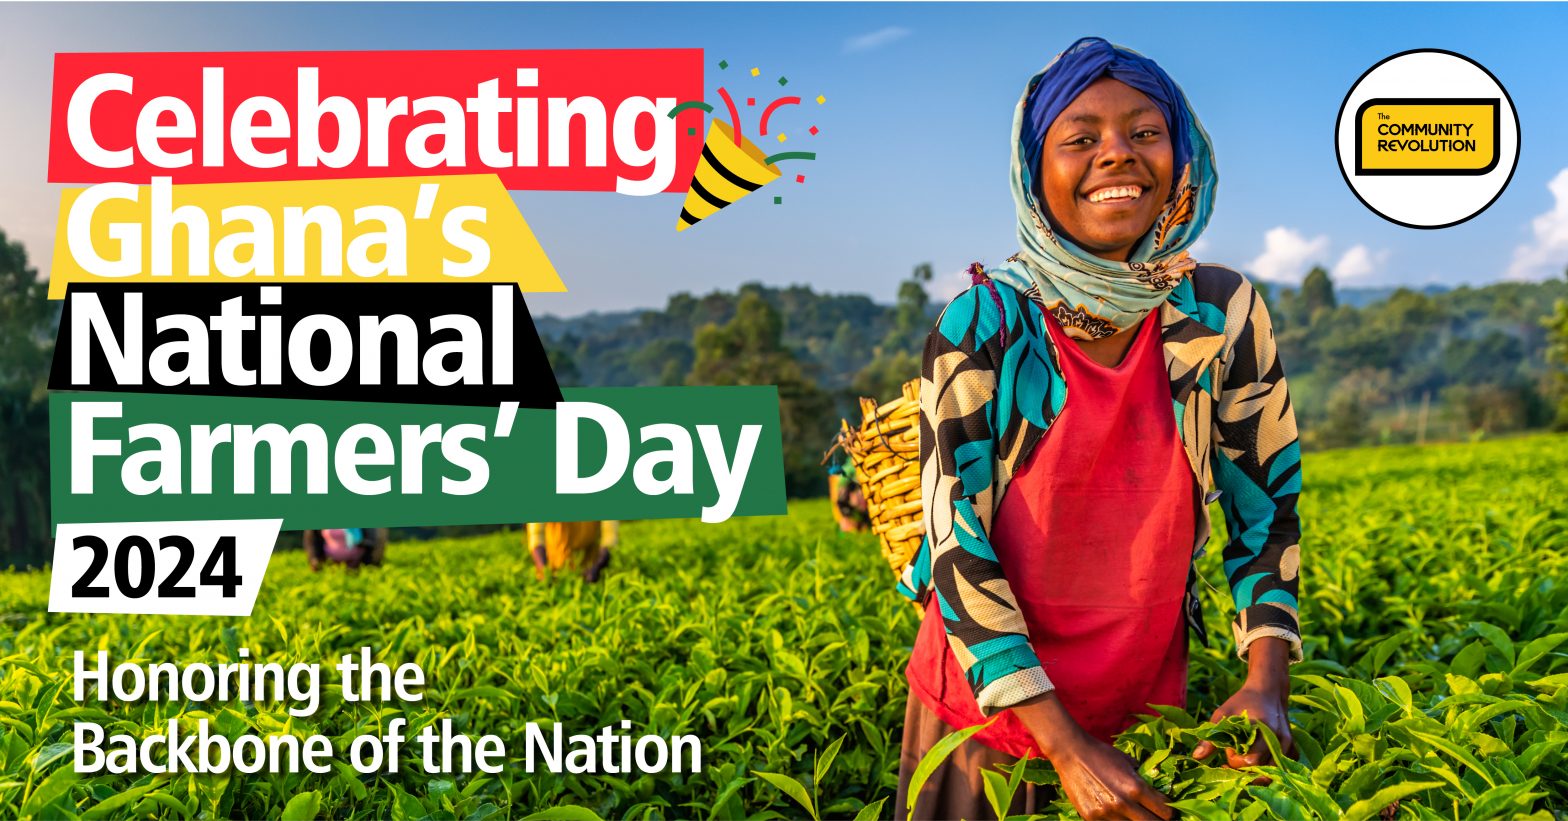 Celebrating
Ghana’s
National
Farmers’ Day
2024
Honoring the
Backbone of the Nation
The
COMMUNITY
REVOLUTION